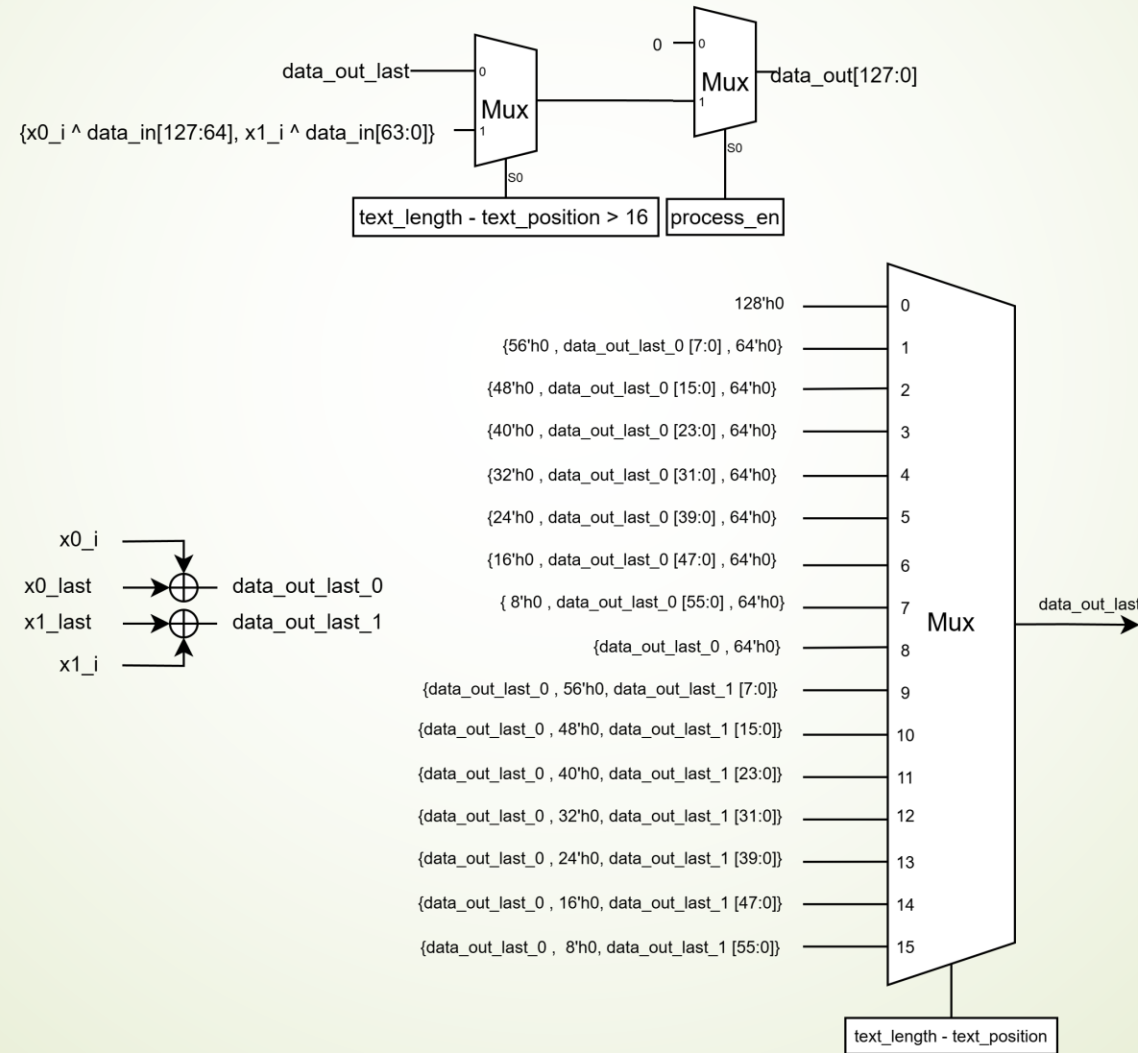 data_out_last
0
Mux
{x0_i ^ data_in[127:64], x1_i ^ data_in[63:0]}
1
S0
text_length - text_position > 16
0
0
Mux
data_out[127:0]
1
S0
process_en
128'h0
0
{56'h0 , data_out_last_0 [7:0] , 64'h0}
1
{48'h0 , data_out_last_0 [15:0] , 64'h0}
2
{40'h0 , data_out_last_0 [23:0] , 64'h0}
3
{32'h0 , data_out_last_0 [31:0] , 64'h0}
4
{24'h0 , data_out_last_0 [39:0] , 64'h0}
5
{16'h0 , data_out_last_0 [47:0] , 64'h0}
6
{ 8'h0 , data_out_last_0 [55:0] , 64'h0}
7
{data_out_last_0 , 64'h0}
8
{data_out_last_0 , 56'h0, data_out_last_1 [7:0]}
9
{data_out_last_0 , 48'h0, data_out_last_1 [15:0]}
10
{data_out_last_0 , 40'h0, data_out_last_1 [23:0]}
11
{data_out_last_0 , 32'h0, data_out_last_1 [31:0]}
12
{data_out_last_0 , 24'h0, data_out_last_1 [39:0]}
13
{data_out_last_0 , 16'h0, data_out_last_1 [47:0]}
14
{data_out_last_0 , 8'h0, data_out_last_1 [55:0]}
15
Mux
data_out_last
text_length - text_position
x0_i
x0_last
data_out_last_0
x1_last
data_out_last_1
x1_i